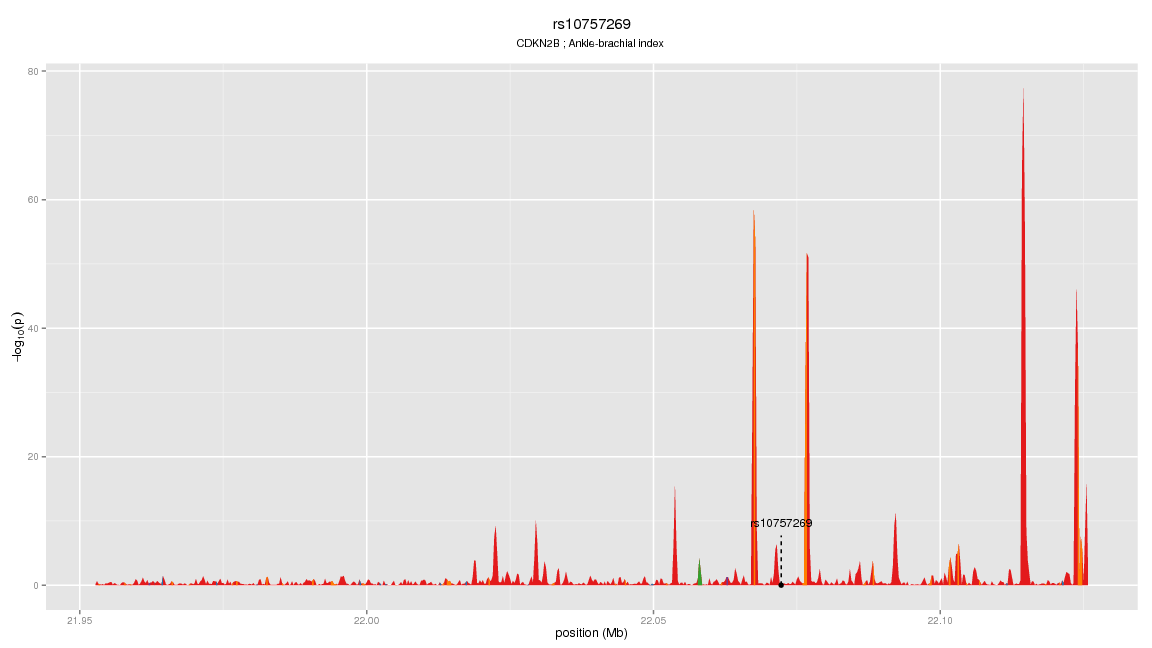 rs10757269
CDKN2B ; Ankle-brachial index
80
60
40
20
0
−log10(p)
rs10757269
21.95
22.00
22.05
22.10
position (Mb)